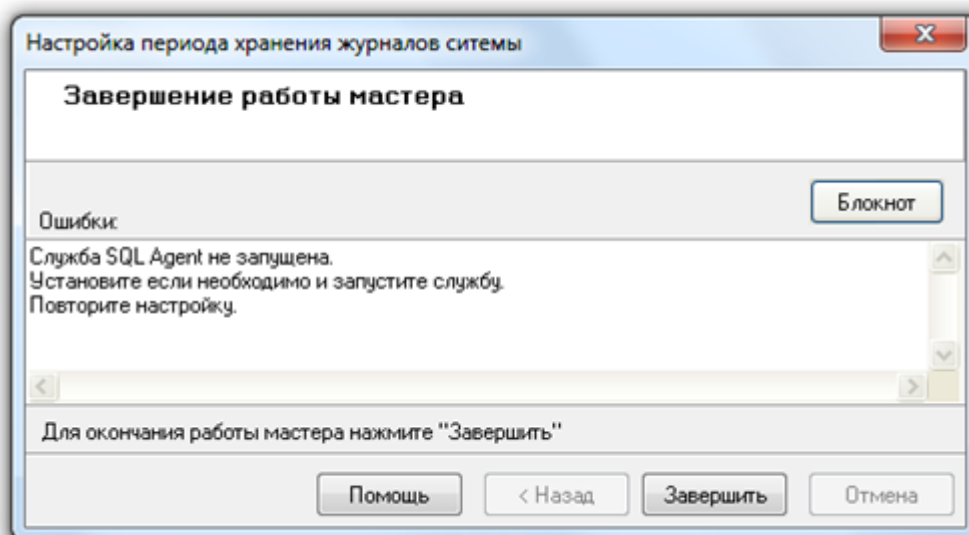 Настройка периода хранения журналов ситемы
Завершение работы мастера
Блокнот
Ошибки:
Служба SQL Agent не запущена.
Установите если необходимо и запустите службу.
Повторите настройку.
Для окончания работы мастера нажмите "Завершить"
Помощь
< Назад
Завершить
Отмена